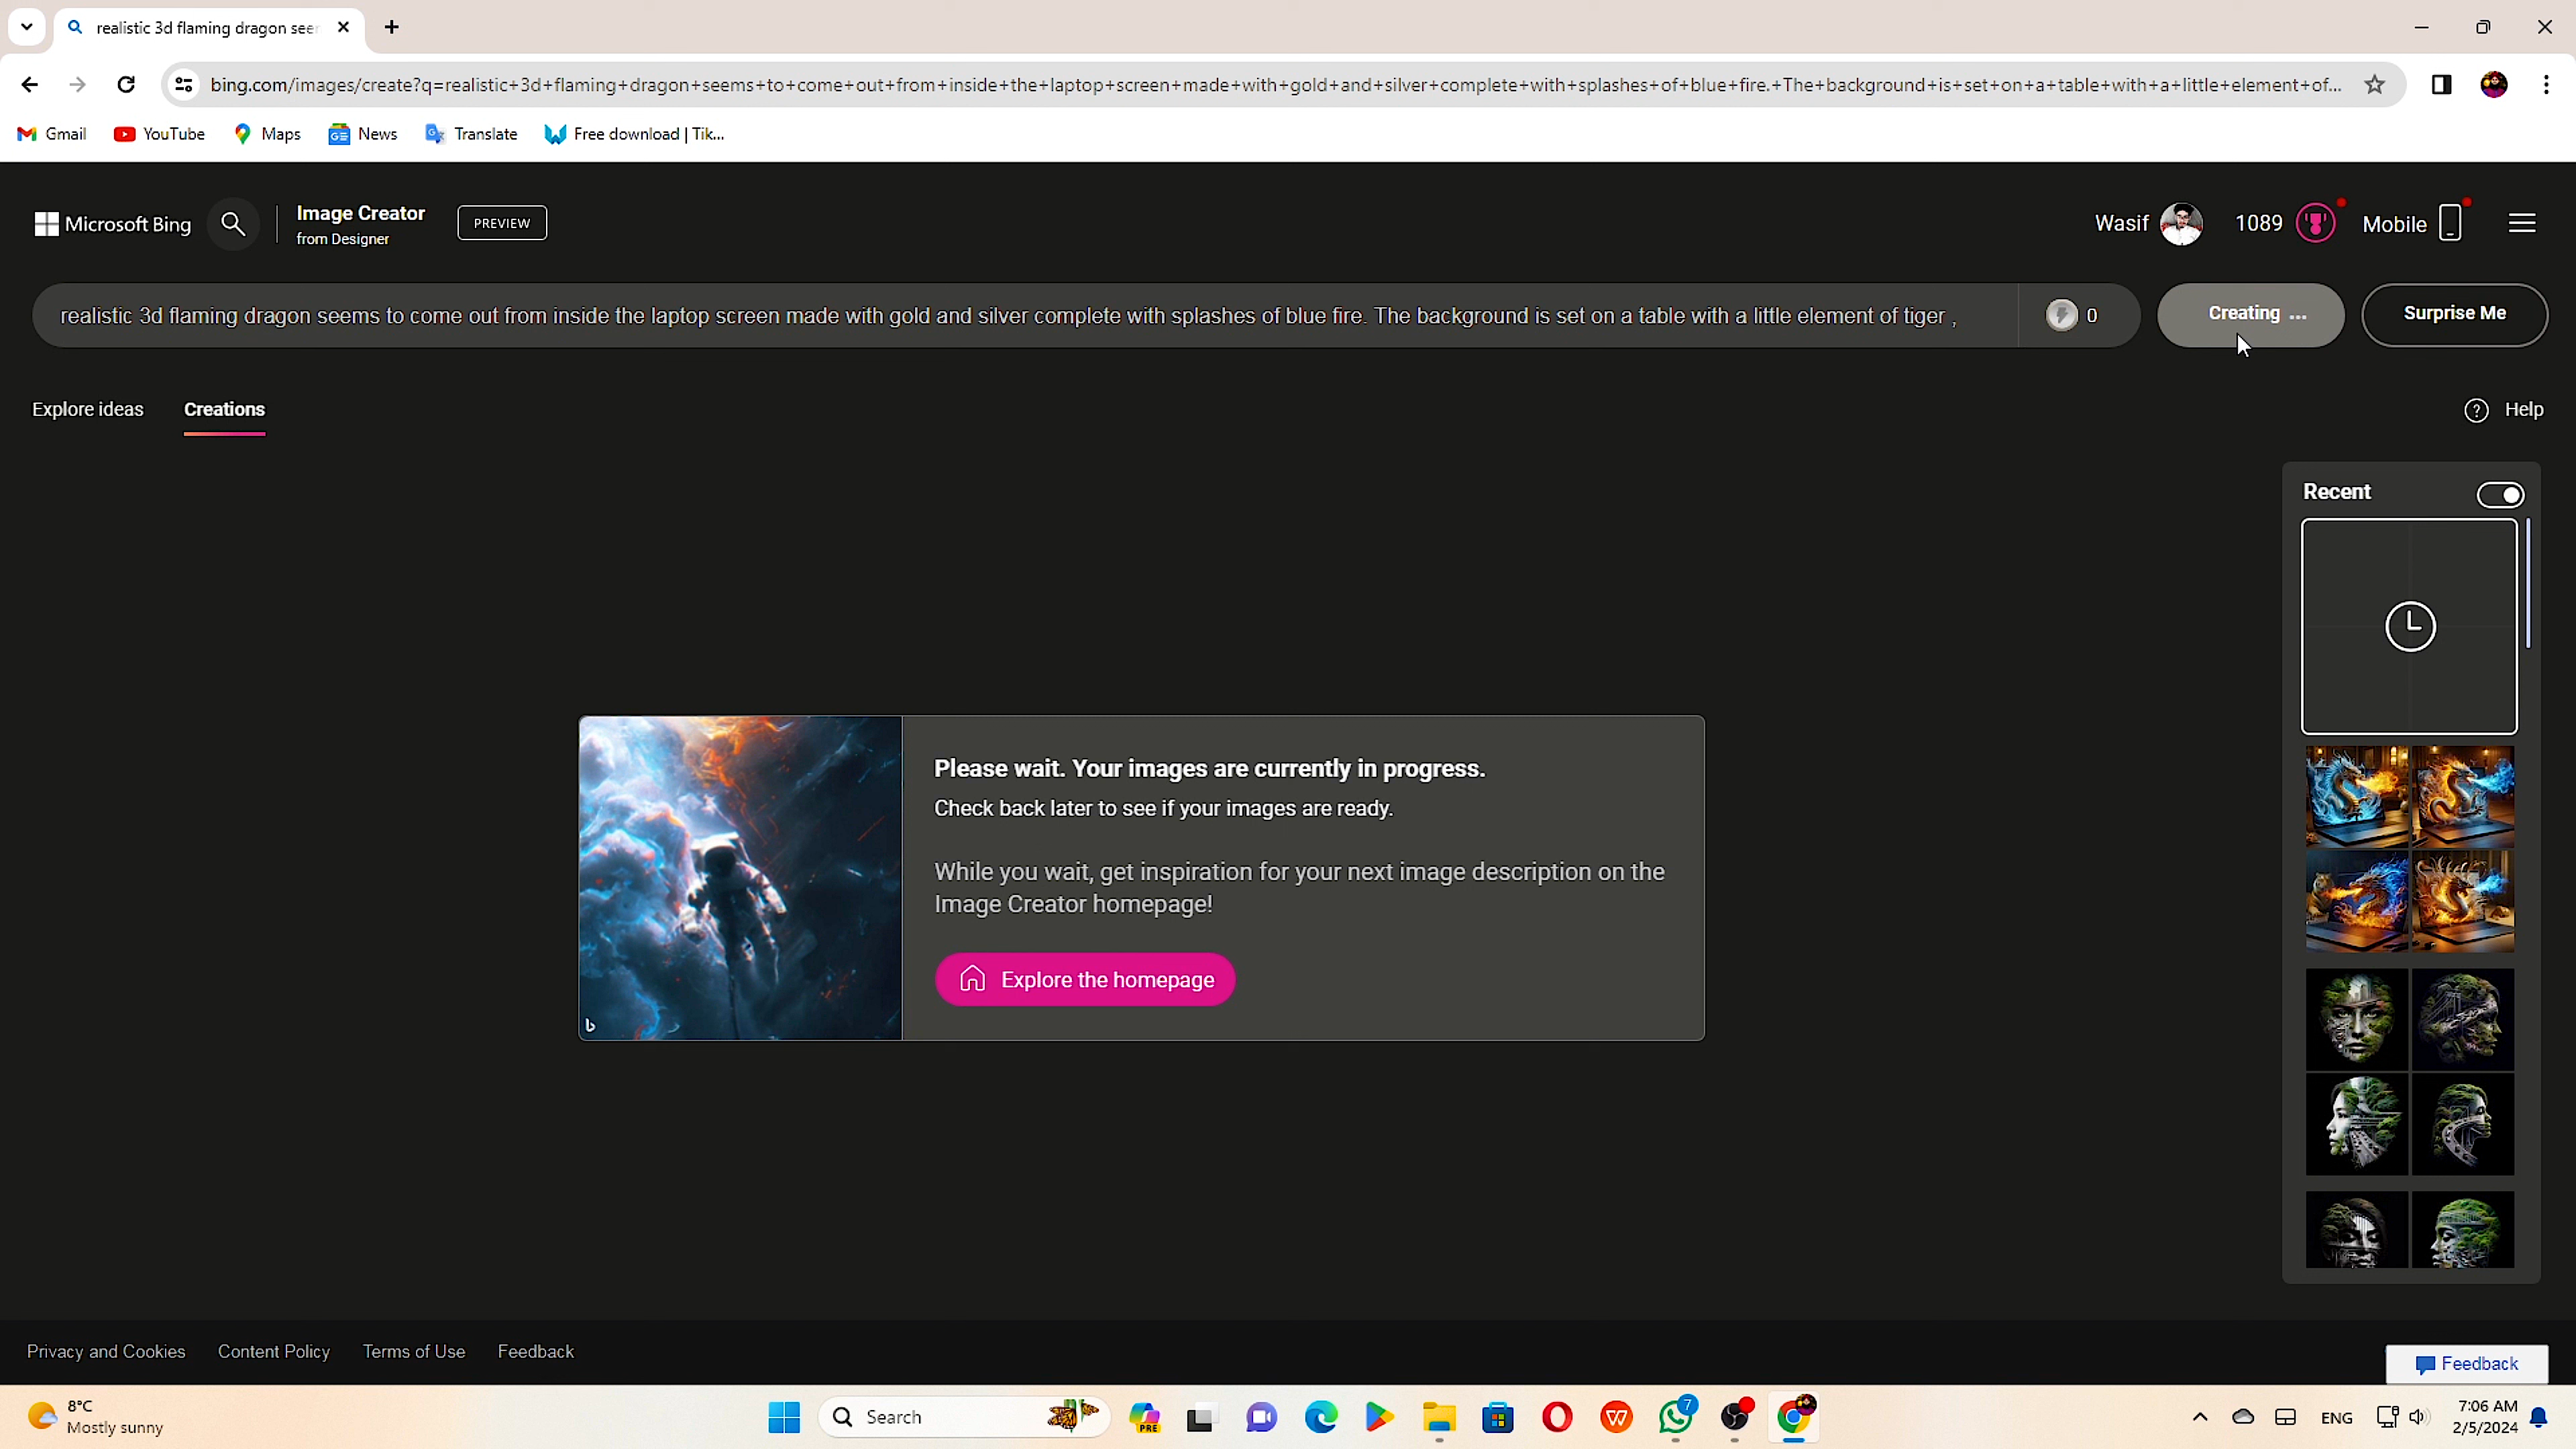 realistic 3d flaming dragon seer
bing.com/images/create?q=realistic+3d+flaming+dragon+seems+to+come+out+from+inside+the+laptop+screen+made+with+gold+and+silver+complete+with+splashes+of+blue+fire.+The+background+is+set+on+a+table+with+a+little+element+of...
Gmail YouTube Maps News Translate Free download | Tik...
Microsoft Bing Image Creator from Designer PREVIEW Wasif 1089 Mobile
realistic 3d flaming dragon seems to come out from inside the laptop screen made with gold and silver complete with splashes of blue fire. The background is set on a table with a little element of tiger , 0 Creating ... Surprise Me
Explore ideas Creations Help
Recent
Please wait. Your images are currently in progress.
Check back later to see if your images are ready.
While you wait, get inspiration for your next image description on the
Image Creator homepage!
Explore the homepage
Privacy and Cookies Content Policy Terms of Use Feedback
Feedback
8°C
Mostly sunny
Search
PRE
7
ENG
7:06 AM
2/5/2024